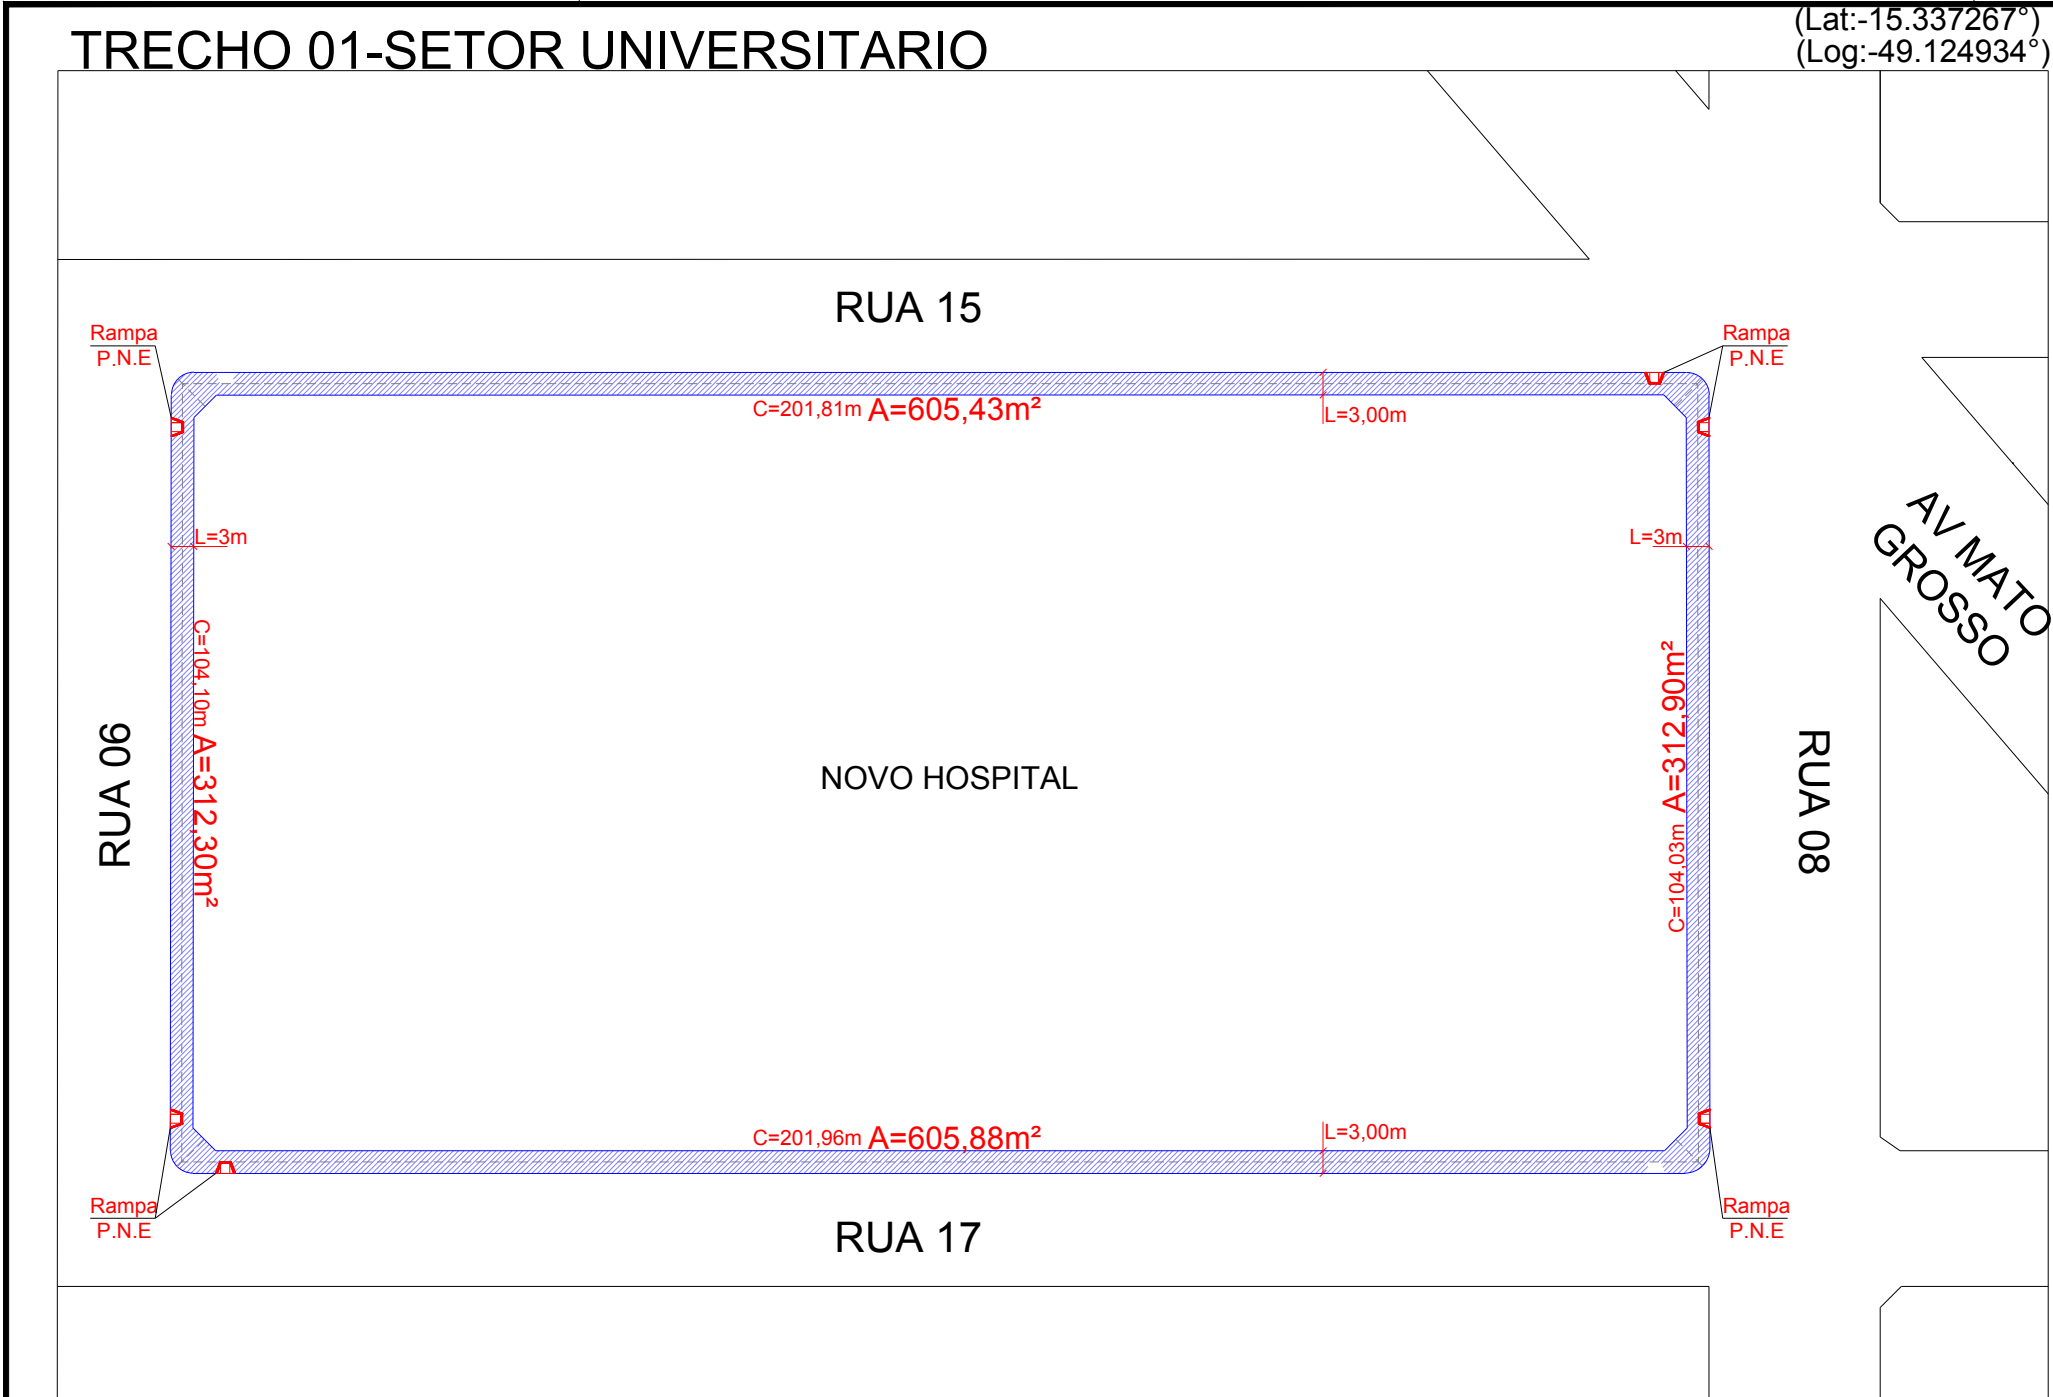 (Lat:-15.337267°)
TRECHO 01-SETOR UNIVERSITARIO
(Log:-49.124934°)
RUA 15
Rampa
P.N.E
Rampa
P.N.E
C=201,81m A=605,43m²
L=3,00m
L=3m
L=3m
AV MATO
GROSSO
C=104,10m A=312,30m²
C=104,03m A=312,90m²
RUA 06
NOVO HOSPITAL
RUA 08
C=201,96m A=605,88m²
L=3,00m
Rampa
P.N.E
Rampa
P.N.E
RUA 17